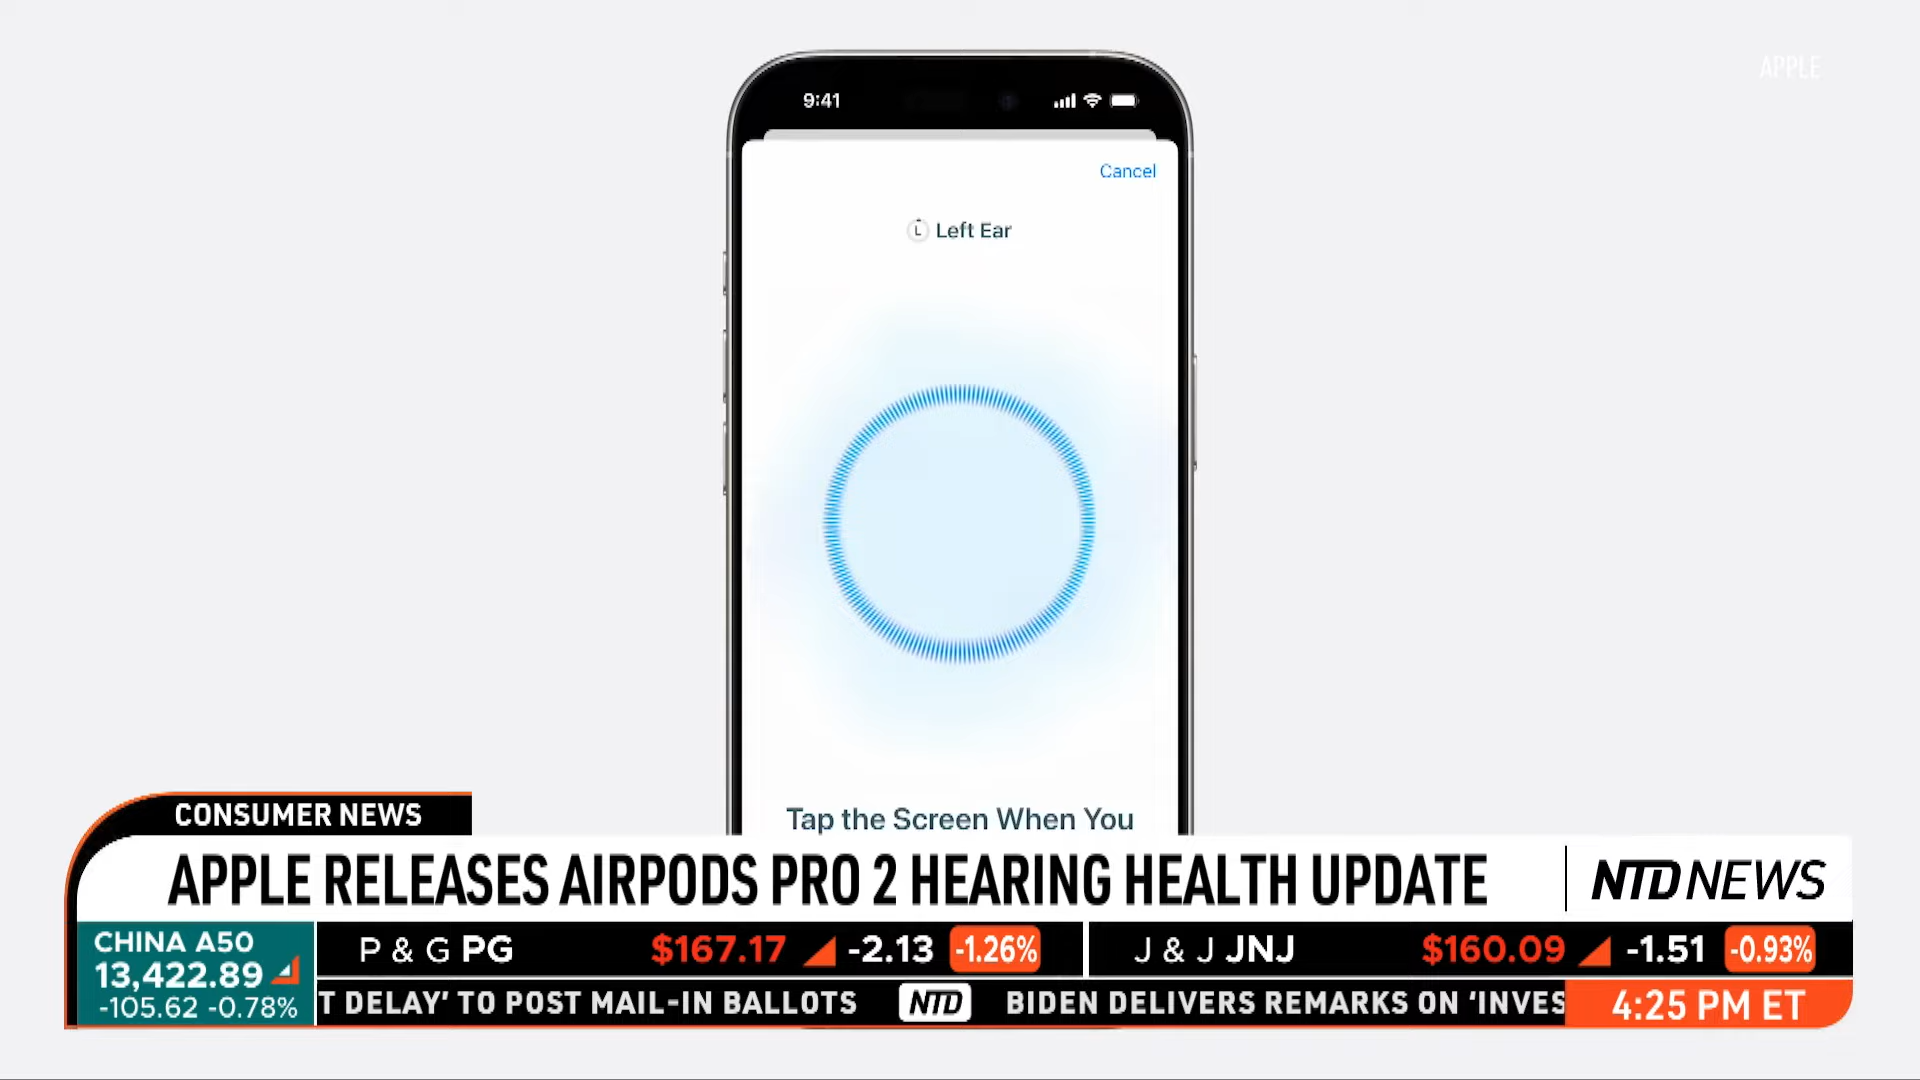 APPLE
9:41
Cancel
L Left Ear
Tap the Screen When You
CONSUMER NEWS
APPLE RELEASES AIRPODS PRO 2 HEARING HEALTH UPDATE
NTD NEWS
CHINA A50
13,422.89
-105.62 -0.78%
P & G PG $167.17 -2.13 -1.26%
J & J JNJ $160.09 -1.51 -0.93%
T DELAY’ TO POST MAIL-IN BALLOTS NTD BIDEN DELIVERS REMARKS ON ‘INVES
4:25 PM ET